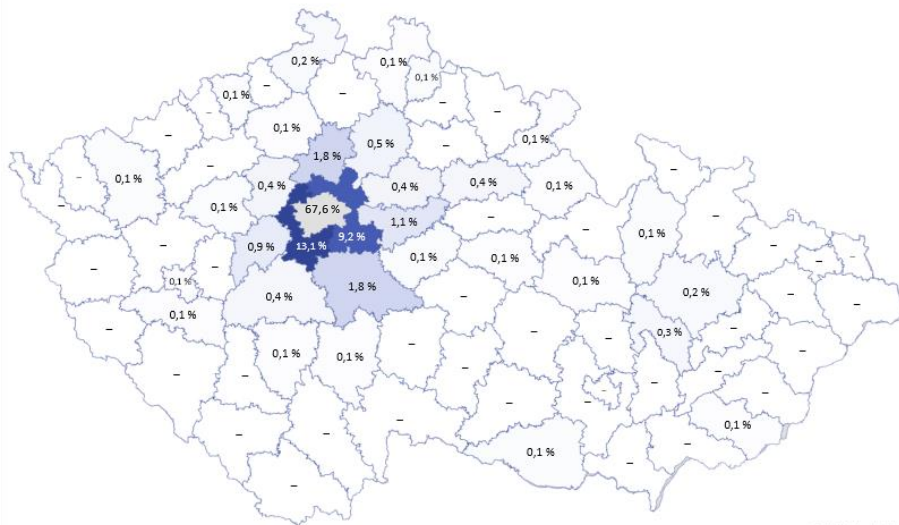 0,2 % 0,1 %
0,1 % – – 0,1 % –
– – 0,1 % 0,5 % – – 0,1 %
– – 0,1 % – 1,8 % 0,4 % 0,4 % 0,1 % – –
– 0,1 % 0,4 % 67,6 % 1,1 % – 0,1 % – – –
– – – 0,9 % 13,1 % 9,2 % 0,1 % 0,1 % 0,1 % 0,2 % – –
0,1 % 0,4 % 1,8 % – – – 0,3 % –
– 0,1 % – 0,1 % 0,1 % – – – – – – –
– – – – – – – 0,1 %
– 0,1 % – –